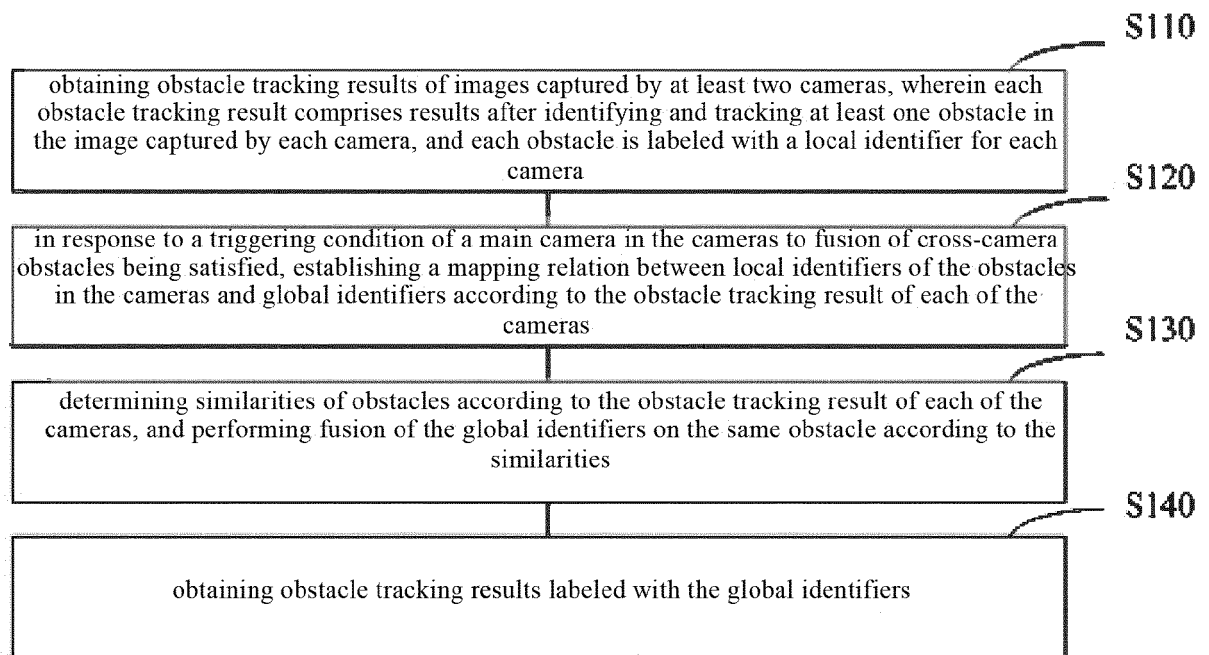 S110
obtaining obstacle tracking results of images captured by at least two cameras, wherein each
obstacle tracking result comprises results after identifying and tracking at least one obstacle in
the image captured by each camera, and each obstacle is labeled with a local identifier for each
camera
S120
in response to a triggering condition of a main camera in the cameras to fusion of cross-camera
obstacles being satisfied, establishing a mapping relation between local identifiers of the obstacles
in the cameras and global identifiers according to the obstacle tracking result of each of the
cameras
S130
determining similarities of obstacles according to the obstacle tracking result of each of the
cameras, and performing fusion of the global identifiers on the same obstacle according to the
similarities
S140
obtaining obstacle tracking results labeled with the global identifiers